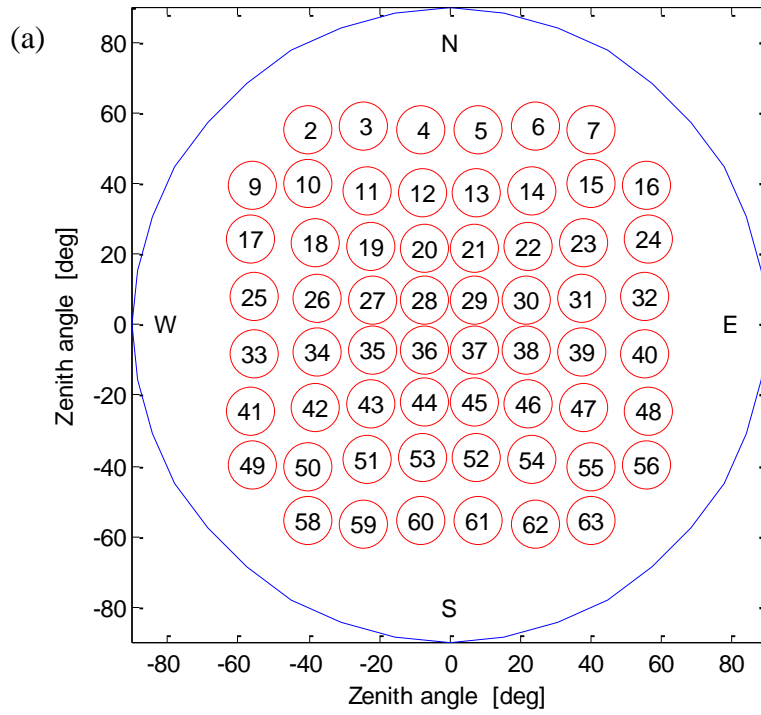 (a)
80
N
60
2 3 4 5 6 7
40
9 10 11 12 13 14 15 16
20
17 18 19 20 21 22 23 24
25 26 27 28 29 30 31 32
0
W
E
33 34 35 36 37 38 39 40
-20
41 42 43 44 45 46 47 48
-40
49 50 51 53 52 54 55 56
-60
58 59 60 61 62 63
-80
S
Zenith angle [deg]
-80 -60 -40 -20 0 20 40 60 80
Zenith angle [deg]